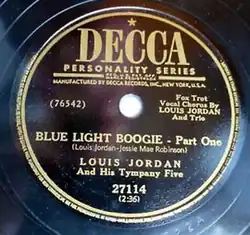 DECCA
PERSONALITY SERIES
MANUFACTURED BY DECCA RECORDS, INC., NEW YORK, U.S.A.
(76542)
Fox Trot
Vocal Chorus By
LOUIS JORDAN
And Trio
BLUE LIGHT BOOGIE - Part One
(Louis Jordan-Jessie Mae Robinson)
LOUIS JORDAN
And His Tympany Five
27114
(2:36)